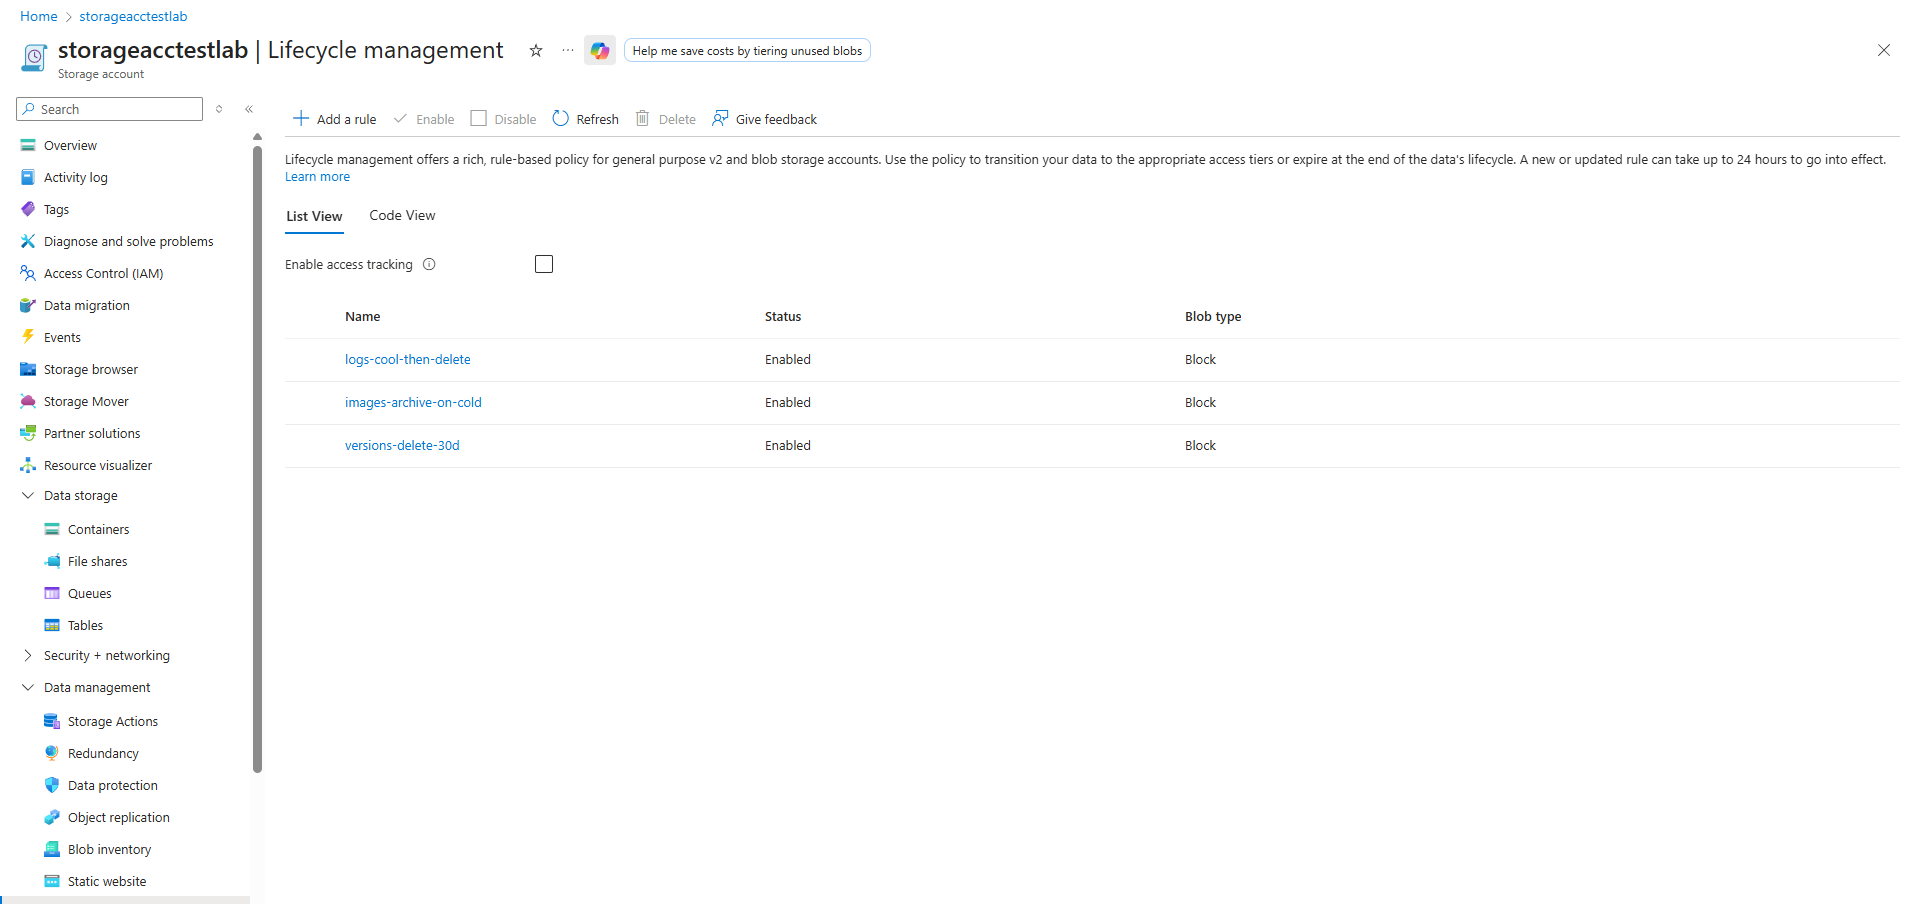 Home > storageacctestlab
storageacctestlab | Lifecycle management
Help me save costs by tiering unused blobs
Storage account
Search
Overview
Activity log
Tags
Diagnose and solve problems
Access Control (IAM)
Data migration
Events
Storage browser
Storage Mover
Partner solutions
Resource visualizer
Data storage
Containers
File shares
Queues
Tables
Security + networking
Data management
Storage Actions
Redundancy
Data protection
Object replication
Blob inventory
Static website
Add a rule Enable Disable Refresh Delete Give feedback
Lifecycle management offers a rich, rule-based policy for general purpose v2 and blob storage accounts. Use the policy to transition your data to the appropriate access tiers or expire at the end of the data's lifecycle. A new or updated rule can take up to 24 hours to go into effect.
Learn more
List View Code View
Enable access tracking
Name Status Blob type
logs-cool-then-delete Enabled Block
images-archive-on-cold Enabled Block
versions-delete-30d Enabled Block